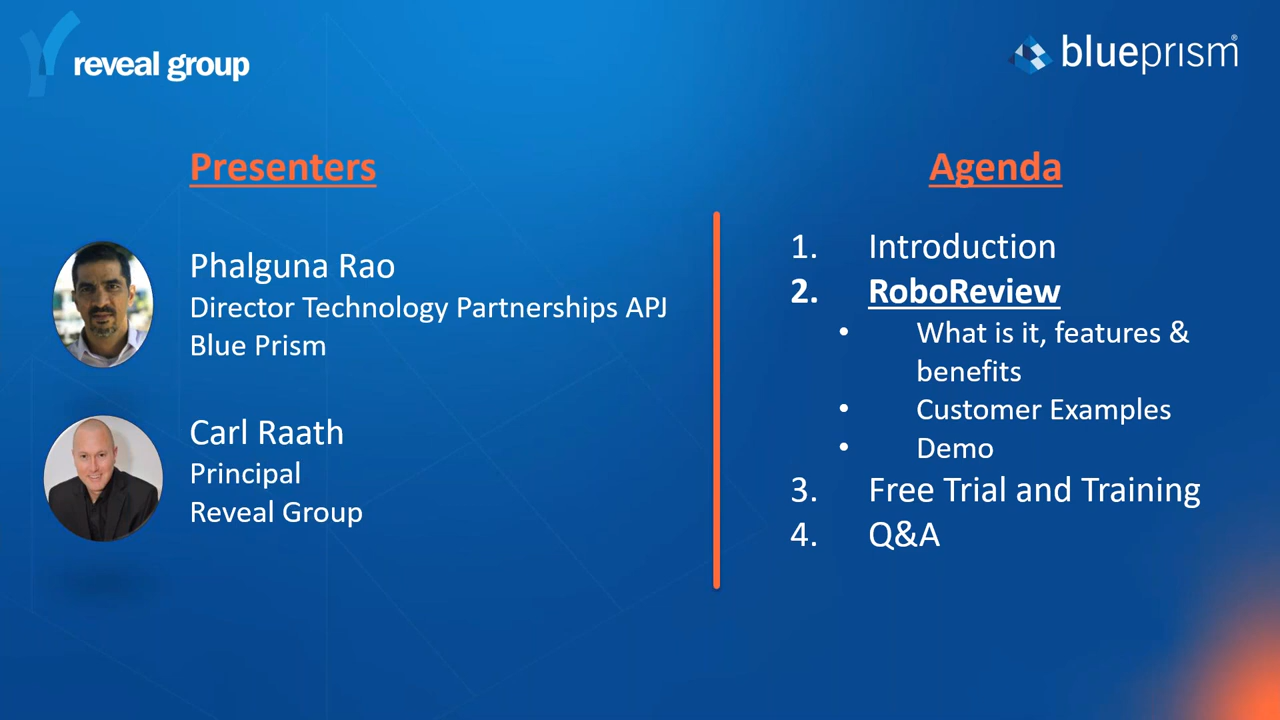 reveal group
blueprism®
Presenters
Phalguna Rao
Director Technology Partnerships APJ
Blue Prism
Carl Raath
Principal
Reveal Group
Agenda
1. Introduction
2. RoboReview
• What is it, features &
benefits
• Customer Examples
• Demo
3. Free Trial and Training
4. Q&A